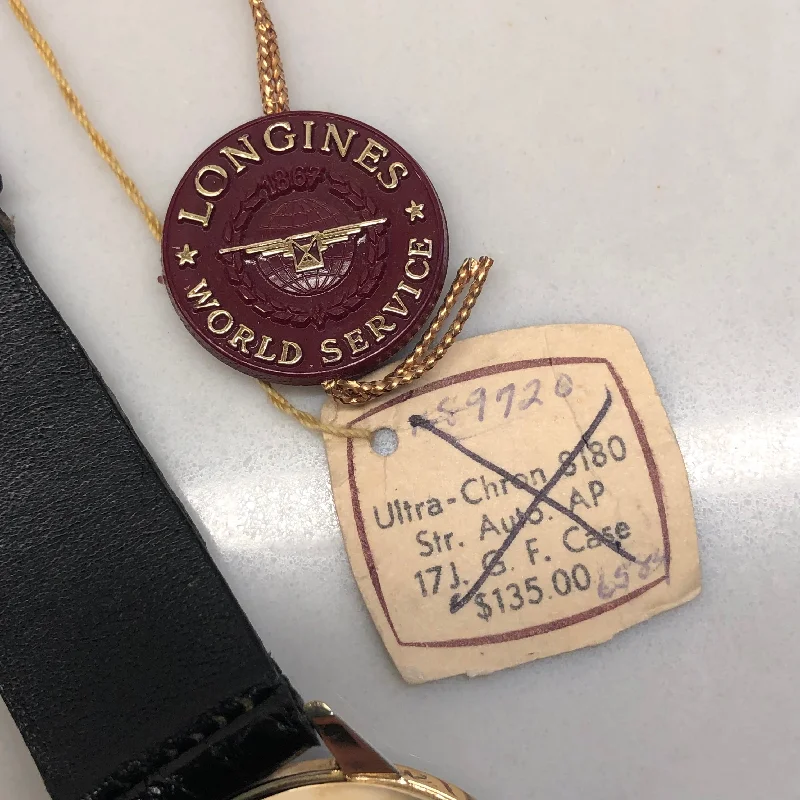 LONGINES
1867
WORLD SERVICE
Ultra-Chron 8180
Str. Auto. AP
17J. G. F. Case
$135.00